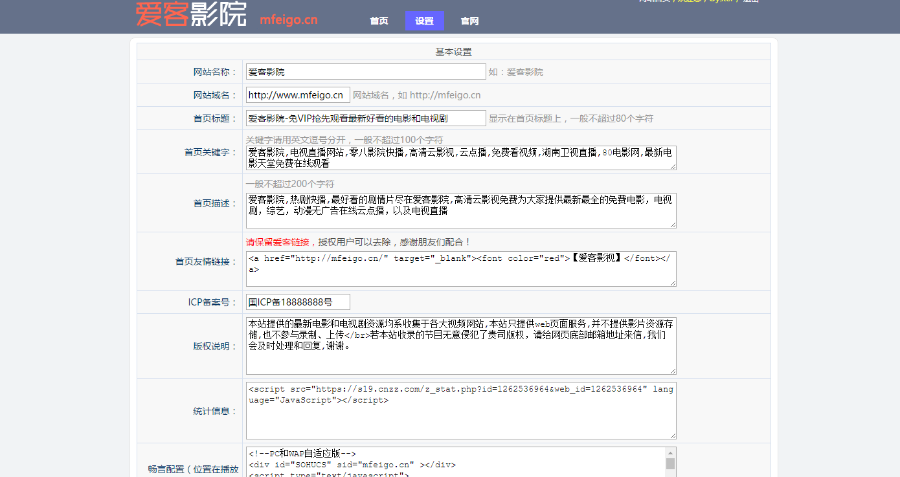 爱客影院 mfeigo.cn 首页 设置 官网
基本设置
网站名称： 爱客影院 如：爱客影院
网站域名： http://www.mfeigo.cn 网站域名，如 http://mfeigo.cn
首页标题： 爱客影院-免VIP抢先观看最新好看的电影和电视剧 显示在首页标题上，一般不超过80个字符
关键字请用英文逗号分开，一般不超过100个字符
首页关键字： 爱客影院,电视直播网站,零八影院快播,高清云影视,云点播,免费看视频,湖南卫视直播,80电影网,最新电
影天堂免费在线观看
一般不超过200个字符
首页描述： 爱客影院,热剧快播,最好看的剧情片尽在爱客影院,高清云影视免费为大家提供最新最全的免费电影，电视
剧，综艺，动漫无广告在线云点播，以及电视直播
请保留爱客链接，授权用户可以去除，感谢朋友们配合！
首页友情链接： <a href="http://mfeigo.cn/" target="_blank"><font color="red">【爱客影视】</font></
a>
ICP备案号： 国ICP备18888888号
版权说明： 本站提供的最新电影和电视剧资源均系收集于各大视频网站,本站只提供web页面服务,并不提供影片资源存
储,也不参与录制、上传</br>若本站收录的节目无意侵犯了贵司版权，请给网页底部邮箱地址来信,我们
会及时处理和回复,谢谢。
统计信息： <script src="https://s19.cnzz.com/z_stat.php?id=1262536964&web_id=1262536964" lang
uage="JavaScript"></script>
畅言配置（位置在播放 <!--PC和WAP自适应版-->
<div id="SOHUCS" sid="mfeigo.cn" ></div>
<script type="text/javascript">